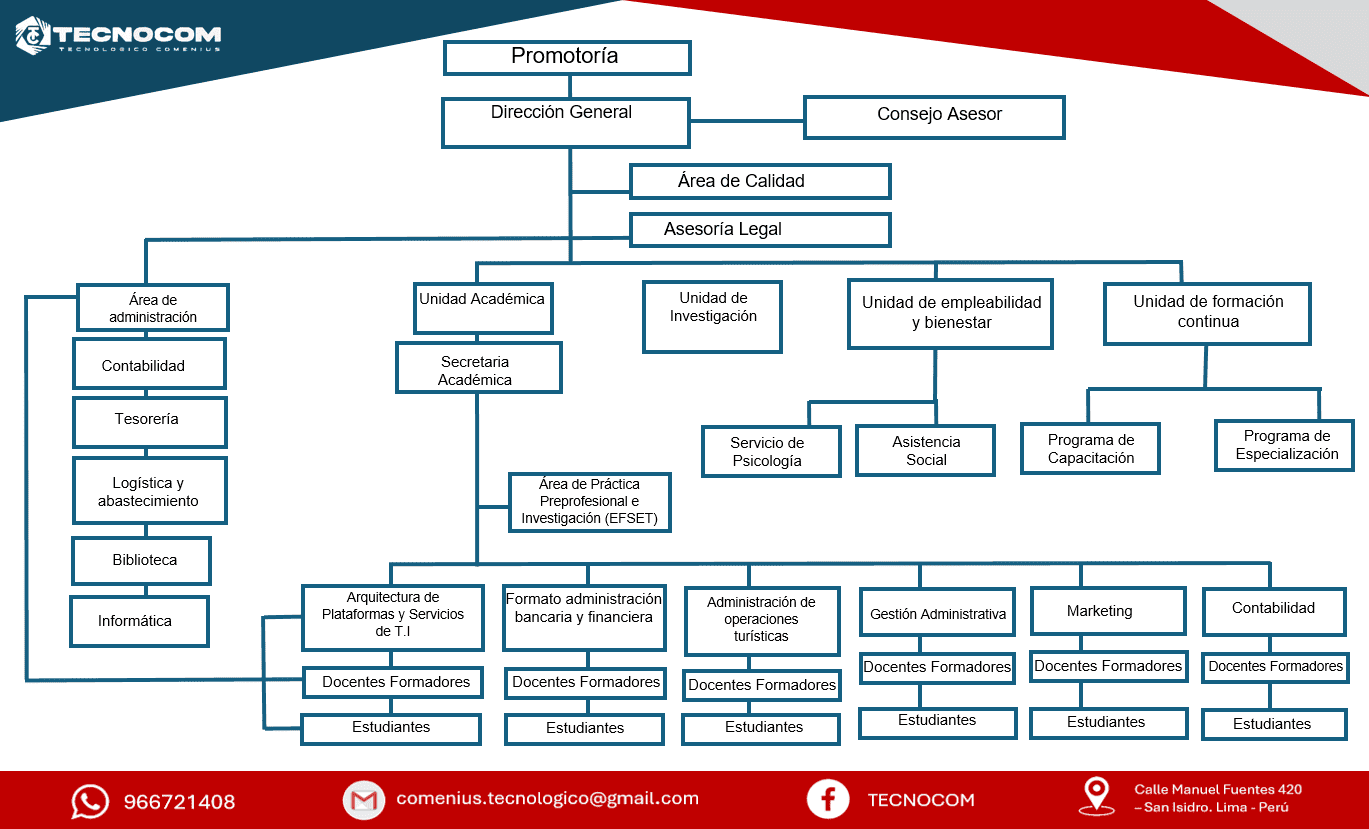 TECNOCOM
TECNOLOGICO COMENIUS
Promotoría
Dirección General
Consejo Asesor
Área de Calidad
Asesoría Legal
Área de
administración
Contabilidad
Tesorería
Logística y
abastecimiento
Biblioteca
Informática
Unidad Académica
Secretaria
Académica
Unidad de
Investigación
Unidad de empleabilidad
y bienestar
Unidad de formación
continua
Servicio de
Psicología
Asistencia
Social
Programa de
Capacitación
Programa de
Especialización
Área de Práctica
Preprofesional e
Investigación (EFSET)
Arquitectura de
Plataformas y Servicios
de T.I
Formato administración
bancaria y financiera
Administración de
operaciones
turísticas
Gestión Administrativa
Marketing
Contabilidad
Docentes Formadores
Docentes Formadores
Docentes Formadores
Docentes Formadores
Docentes Formadores
Docentes Formadores
Estudiantes
Estudiantes
Estudiantes
Estudiantes
Estudiantes
Estudiantes
966721408
comenius.tecnologico@gmail.com
TECNOCOM
Calle Manuel Fuentes 420
– San Isidro. Lima - Perú